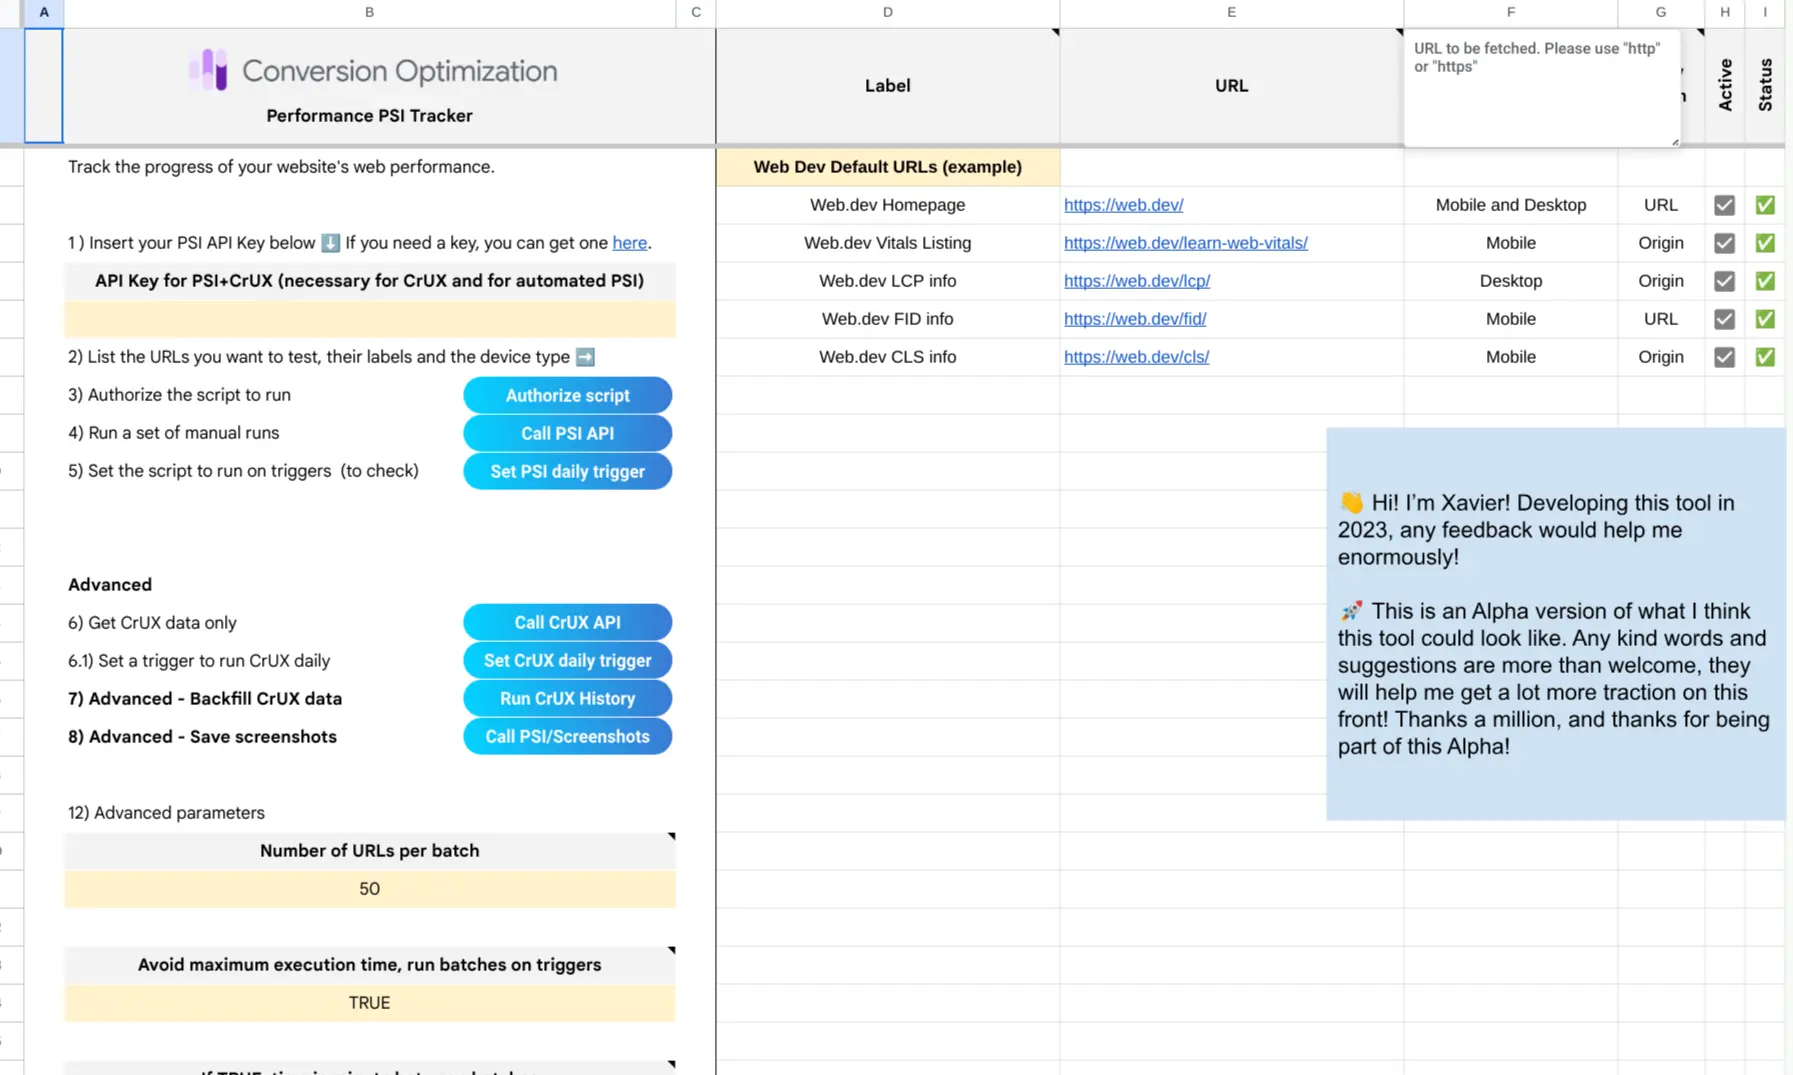 A B C D E F G H I
Conversion Optimization
Performance PSI Tracker
Label
URL
URL to be fetched. Please use "http"
or "https"
Active
Status
Track the progress of your website's web performance.
Web Dev Default URLs (example)
Web.dev Homepage https://web.dev/ Mobile and Desktop URL
1 ) Insert your PSI API Key below ⬇️ If you need a key, you can get one here.
Web.dev Vitals Listing https://web.dev/learn-web-vitals/ Mobile Origin
API Key for PSI+CrUX (necessary for CrUX and for automated PSI)
Web.dev LCP info https://web.dev/lcp/ Desktop Origin
Web.dev FID info https://web.dev/fid/ Mobile URL
2) List the URLs you want to test, their labels and the device type ➡️
Web.dev CLS info https://web.dev/cls/ Mobile Origin
3) Authorize the script to run Authorize script
4) Run a set of manual runs Call PSI API
5) Set the script to run on triggers (to check) Set PSI daily trigger
Advanced
6) Get CrUX data only Call CrUX API
6.1) Set a trigger to run CrUX daily Set CrUX daily trigger
7) Advanced - Backfill CrUX data Run CrUX History
8) Advanced - Save screenshots Call PSI/Screenshots
12) Advanced parameters
Number of URLs per batch
50
Avoid maximum execution time, run batches on triggers
TRUE
👋 Hi! I'm Xavier! Developing this tool in
2023, any feedback would help me
enormously!
🚀 This is an Alpha version of what I think
this tool could look like. Any kind words and
suggestions are more than welcome, they
will help me get a lot more traction on this
front! Thanks a million, and thanks for being
part of this Alpha!